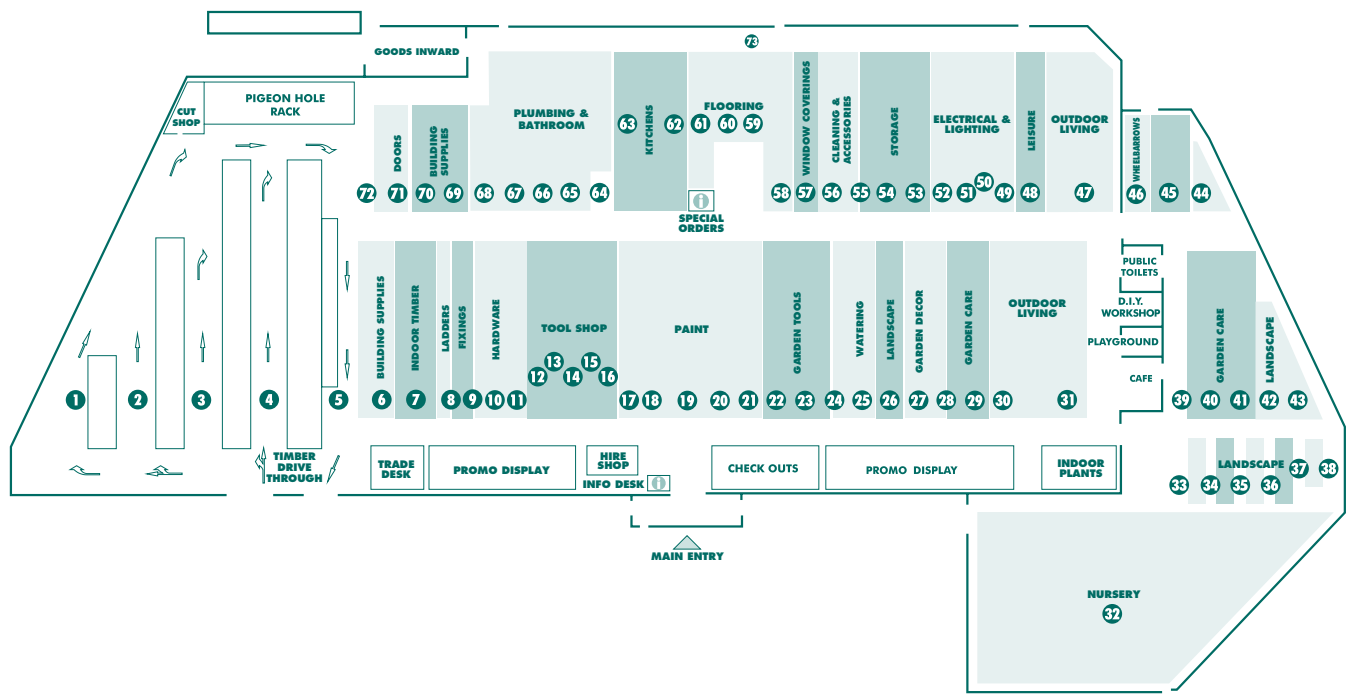 GOODS INWARD
73
PIGEON HOLE
RACK
CUT
SHOP
DOORS
BUILDING
SUPPLIES
PLUMBING &
BATHROOM
63
KITCHENS
62
FLOORING
61
60
59
WINDOW COVERINGS
CLEANING &
ACCESSORIES
STORAGE
ELECTRICAL &
LIGHTING
LEISURE
OUTDOOR
LIVING
WHEELBARROWS
72
71
70
69
68
67
66
65
64
i
SPECIAL
ORDERS
58
57
56
55
54
53
52
51
50
49
48
47
46
45
44
BUILDING SUPPLIES
INDOOR TIMBER
LADDERS
FIXINGS
HARDWARE
TOOL SHOP
12
13
14
15
16
PAINT
GARDEN TOOLS
WATERING
LANDSCAPE
GARDEN DECOR
GARDEN CARE
OUTDOOR
LIVING
PUBLIC
TOILETS
D.I.Y.
WORKSHOP
PLAYGROUND
CAFE
GARDEN CARE
LANDSCAPE
1
2
3
4
5
6
7
8
9
10
11
17
18
19
20
21
22
23
24
25
26
27
28
29
30
31
39
40
41
42
43
TIMBER
DRIVE
THROUGH
TRADE
DESK
PROMO DISPLAY
HIRE
SHOP
INFO DESK
i
CHECK OUTS
PROMO DISPLAY
INDOOR
PLANTS
LANDSCAPE
33
34
35
36
37
38
MAIN ENTRY
NURSERY
32